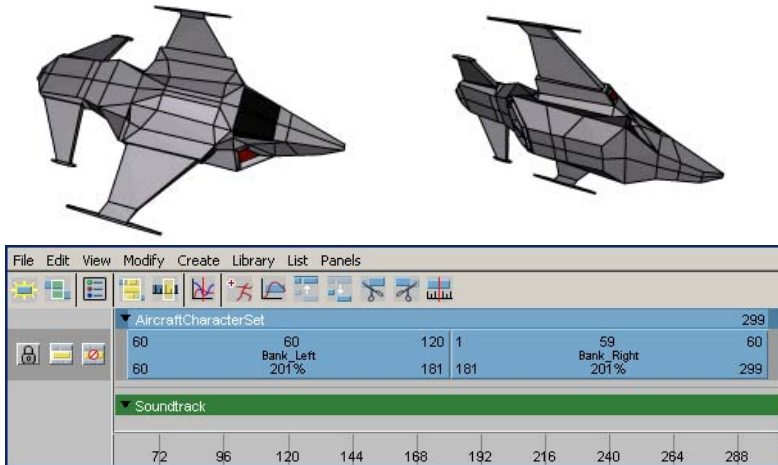 File Edit View Modify Create Library List Panels
AircraftCharacterSet 299
60 60 120 1 59 60
Bank_Left Bank_Right
60 201% 181 181 201% 299
Soundtrack
72 96 120 144 168 192 216 240 264 288